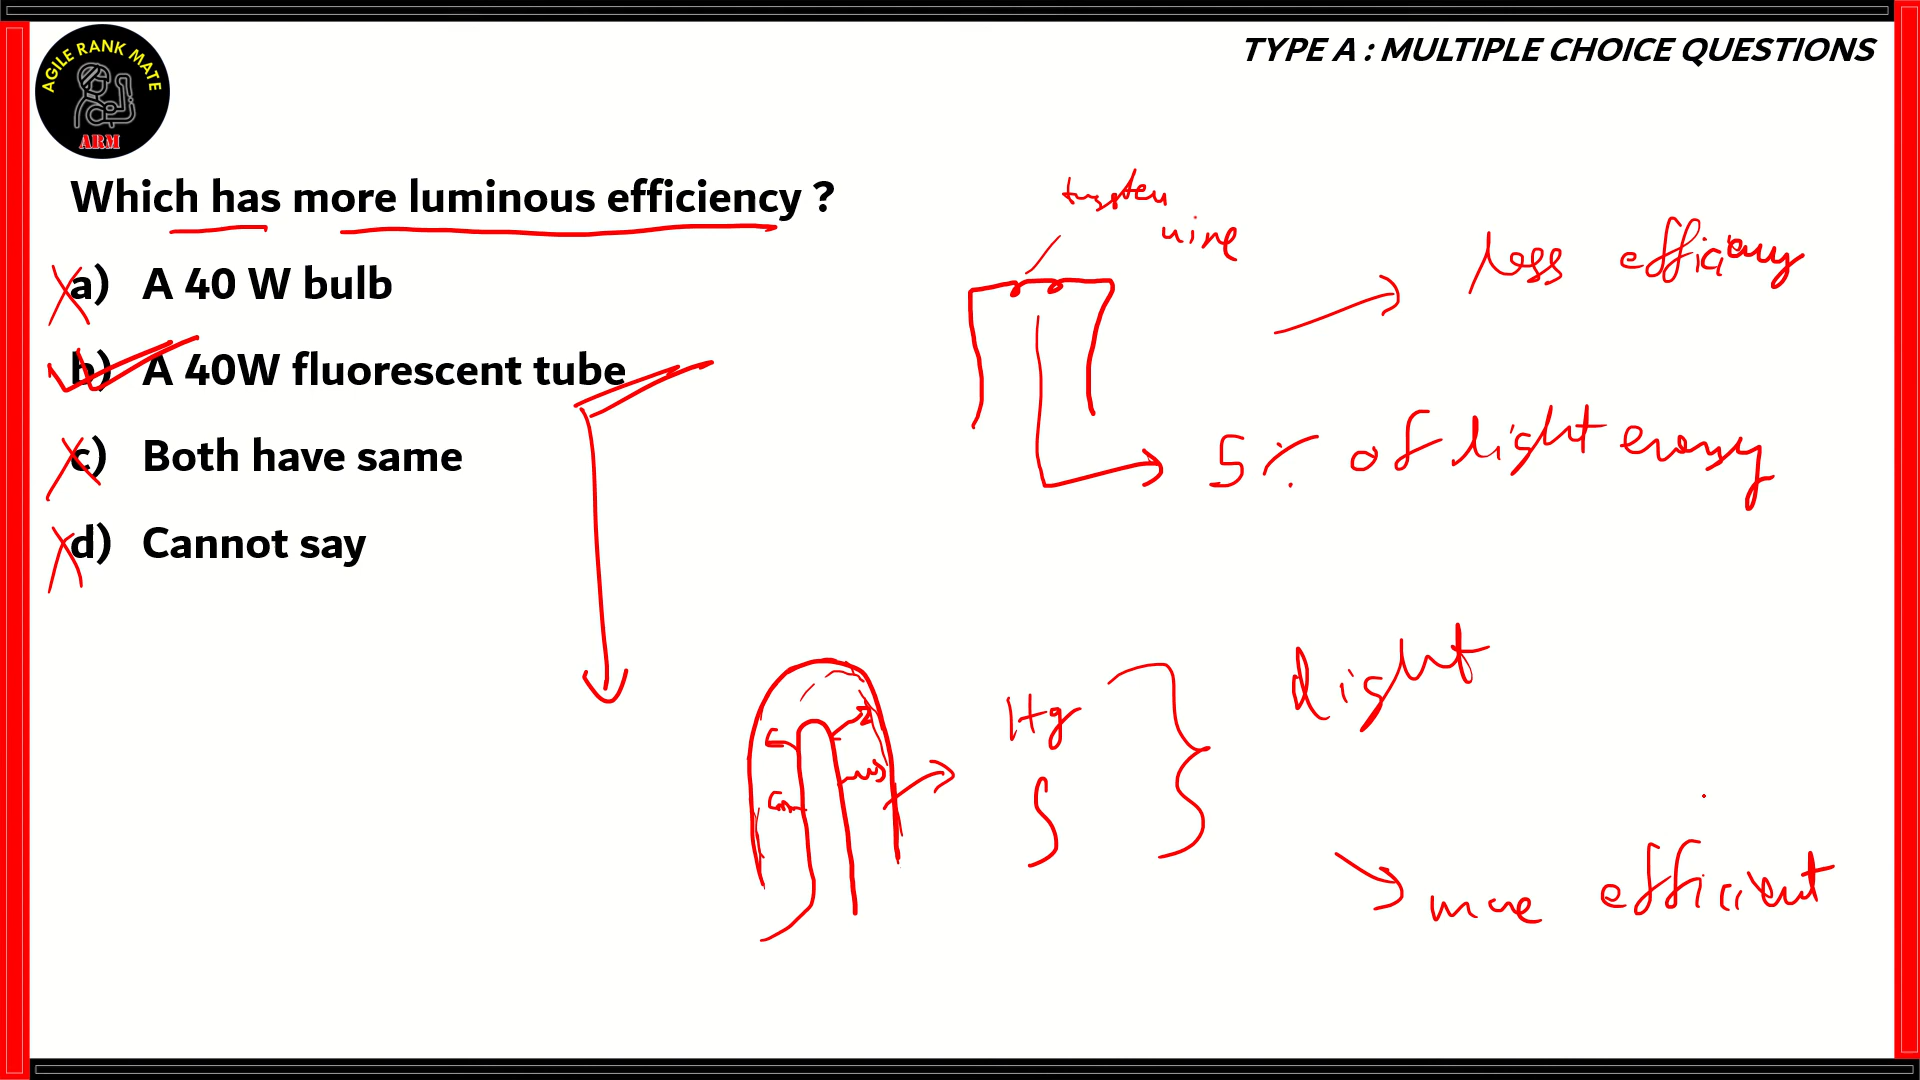 AGILE RANK MATE
ARM
TYPE A : MULTIPLE CHOICE QUESTIONS
Which has more luminous efficiency ?
a) A 40 W bulb
b) A 40W fluorescent tube
c) Both have same
d) Cannot say
tungsten
wire
less efficiency
5% of light energy
Hg
light
more efficient